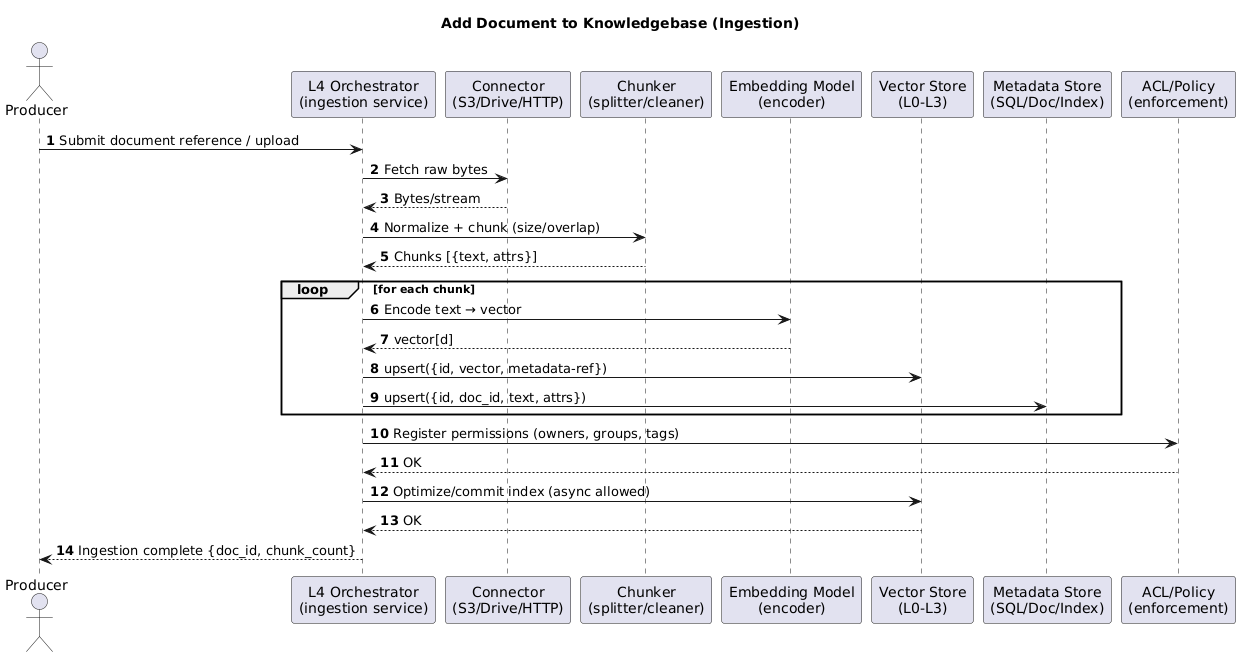 Add Document to Knowledgebase (Ingestion)
Producer
L4 Orchestrator
(ingestion service)
Connector
(S3/Drive/HTTP)
Chunker
(splitter/cleaner)
Embedding Model
(encoder)
Vector Store
(L0-L3)
Metadata Store
(SQL/Doc/Index)
ACL/Policy
(enforcement)
1 Submit document reference / upload
2 Fetch raw bytes
3 Bytes/stream
4 Normalize + chunk (size/overlap)
5 Chunks [{text, attrs}]
loop [for each chunk]
6 Encode text → vector
7 vector[d]
8 upsert({id, vector, metadata-ref})
9 upsert({id, doc_id, text, attrs})
10 Register permissions (owners, groups, tags)
11 OK
12 Optimize/commit index (async allowed)
13 OK
14 Ingestion complete {doc_id, chunk_count}
Producer
L4 Orchestrator
(ingestion service)
Connector
(S3/Drive/HTTP)
Chunker
(splitter/cleaner)
Embedding Model
(encoder)
Vector Store
(L0-L3)
Metadata Store
(SQL/Doc/Index)
ACL/Policy
(enforcement)